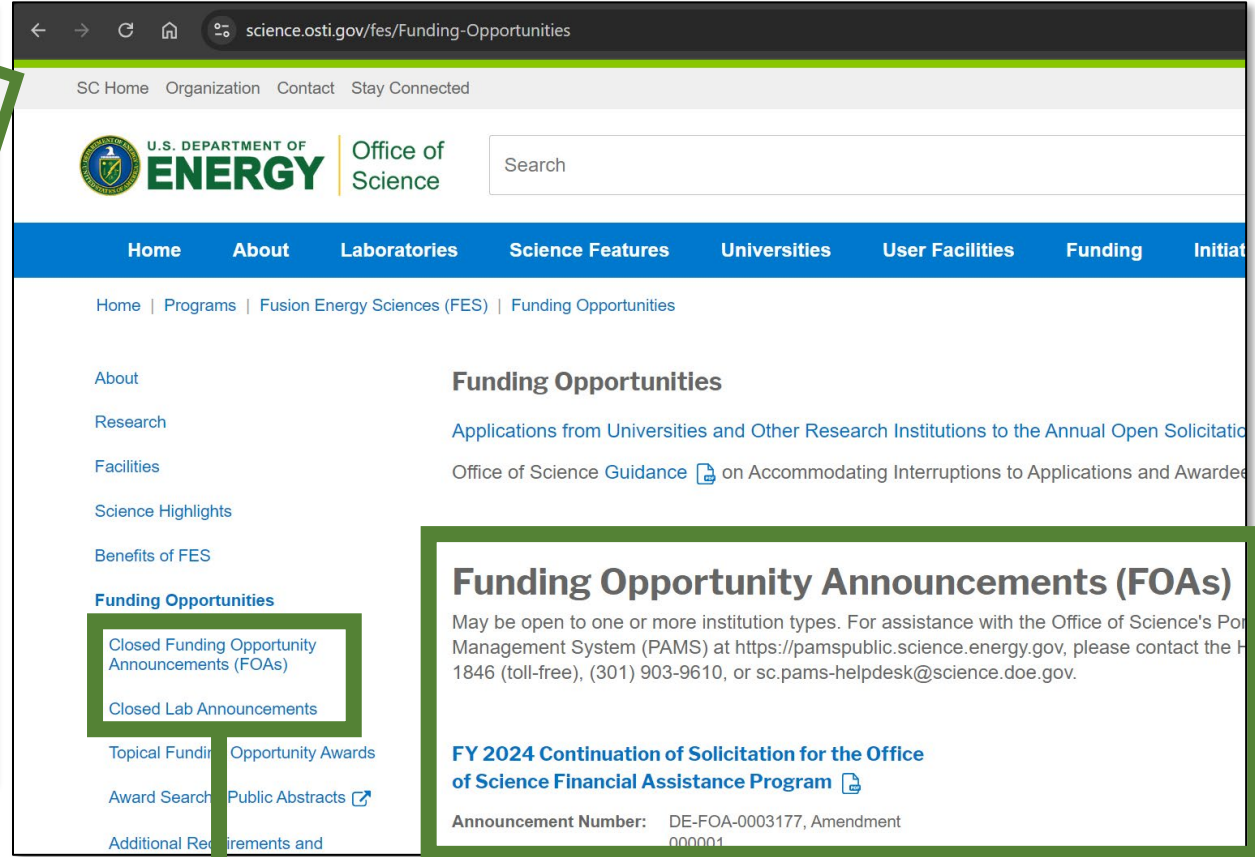 science.osti.gov/fes/Funding-Opportunities
SC Home Organization Contact Stay Connected
U.S. DEPARTMENT OF
ENERGY
Office of
Science
Search
Home About Laboratories Science Features Universities User Facilities Funding Initiat
Home | Programs | Fusion Energy Sciences (FES) | Funding Opportunities
About
Research
Facilities
Science Highlights
Benefits of FES
Funding Opportunities
Closed Funding Opportunity
Announcements (FOAs)
Closed Lab Announcements
Topical Funding Opportunity Awards
Award Search Public Abstracts
Additional Requirements and
Funding Opportunities
Applications from Universities and Other Research Institutions to the Annual Open Solicitatio
Office of Science Guidance on Accommodating Interruptions to Applications and Awardee
Funding Opportunity Announcements (FOAs)
May be open to one or more institution types. For assistance with the Office of Science's Por
Management System (PAMS) at https://pamspublic.science.energy.gov, please contact the H
1846 (toll-free), (301) 903-9610, or sc.pams-helpdesk@science.doe.gov.
FY 2024 Continuation of Solicitation for the Office
of Science Financial Assistance Program
Announcement Number: DE-FOA-0003177, Amendment
000001